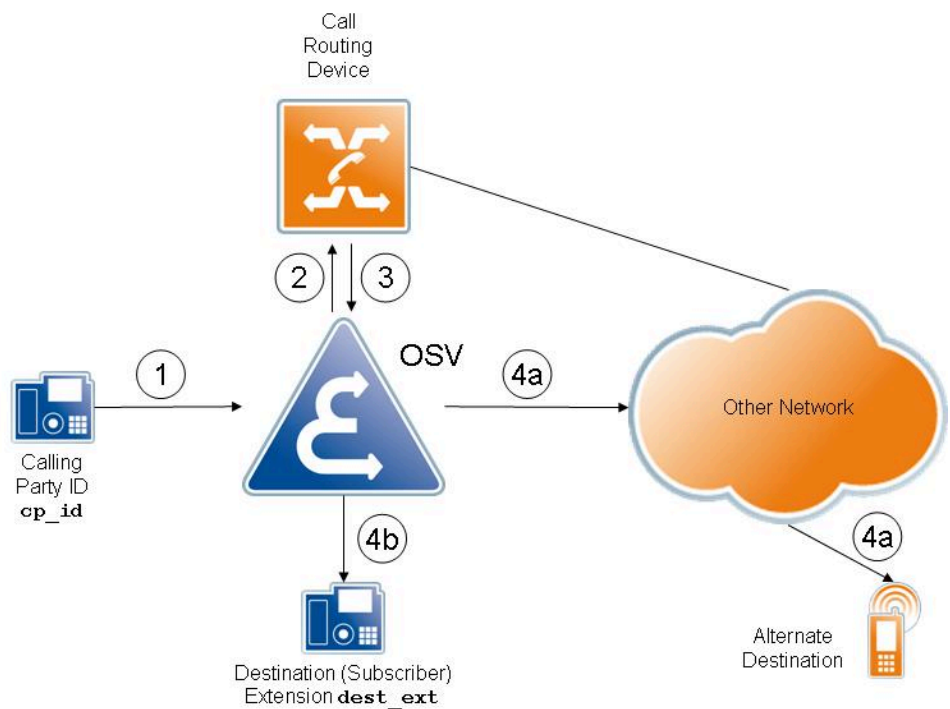 Call
Routing
Device
2
3
OSV
1
4a
Other Network
Calling
Party ID
cp_id
4b
4a
Destination (Subscriber)
Extension dest_ext
Alternate
Destination